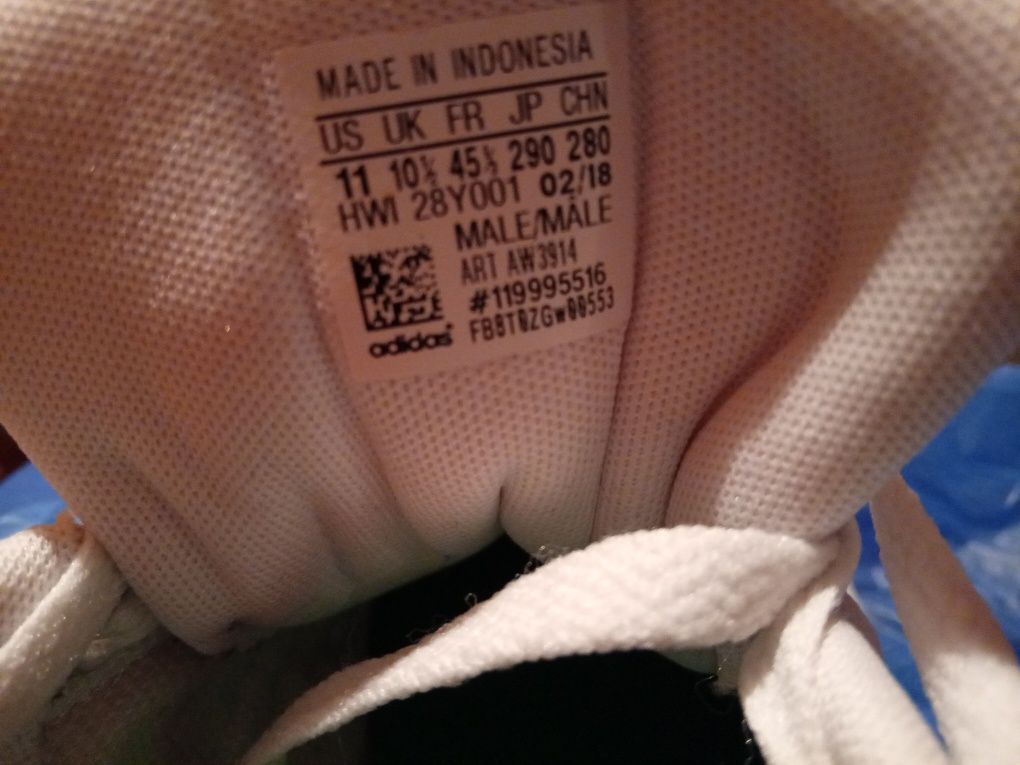 MADE IN INDONESIA
US UK FR JP CHN
11 10½ 45⅓ 290 280
HWI 28Y001 02/18
MALE/MÂLE
ART AW3914
#119995516
FB8T0ZGw00553
adidas